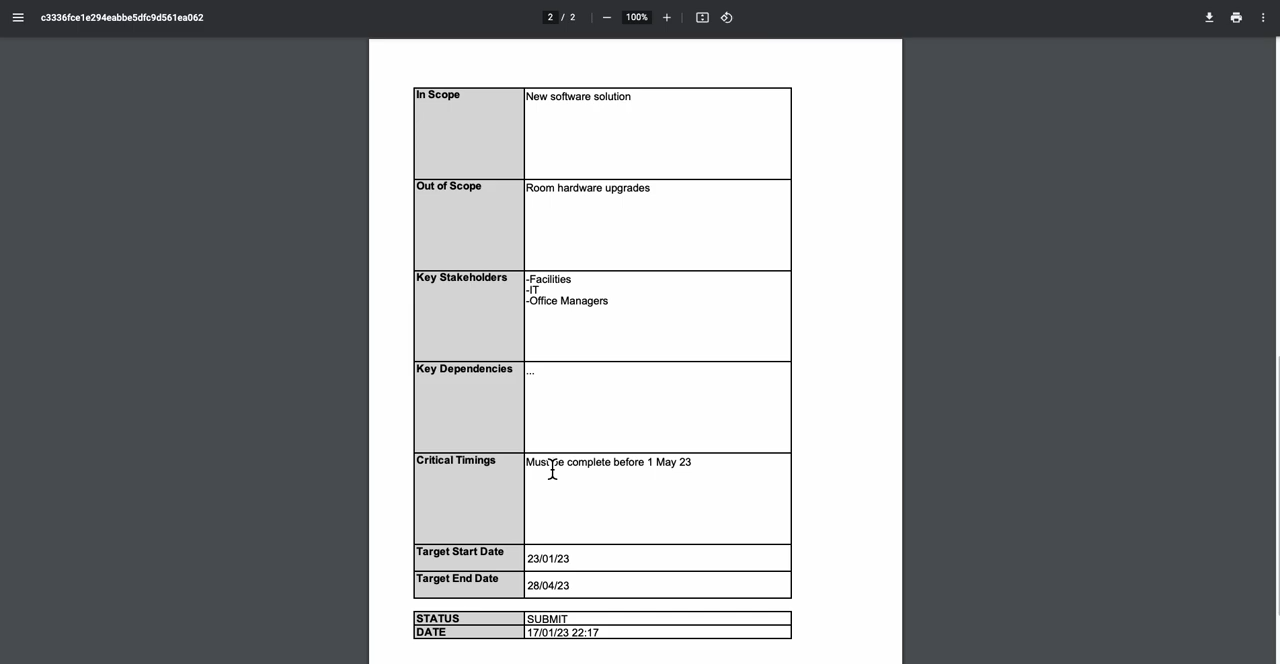 c3336fce1e294eabbe5dfc9d561ea062
2 / 2
100%
In Scope
New software solution
Out of Scope
Room hardware upgrades
Key Stakeholders
-Facilities
-IT
-Office Managers
Key Dependencies
...
Critical Timings
Must be complete before 1 May 23
Target Start Date
23/01/23
Target End Date
28/04/23
STATUS
SUBMIT
DATE
17/01/23 22:17